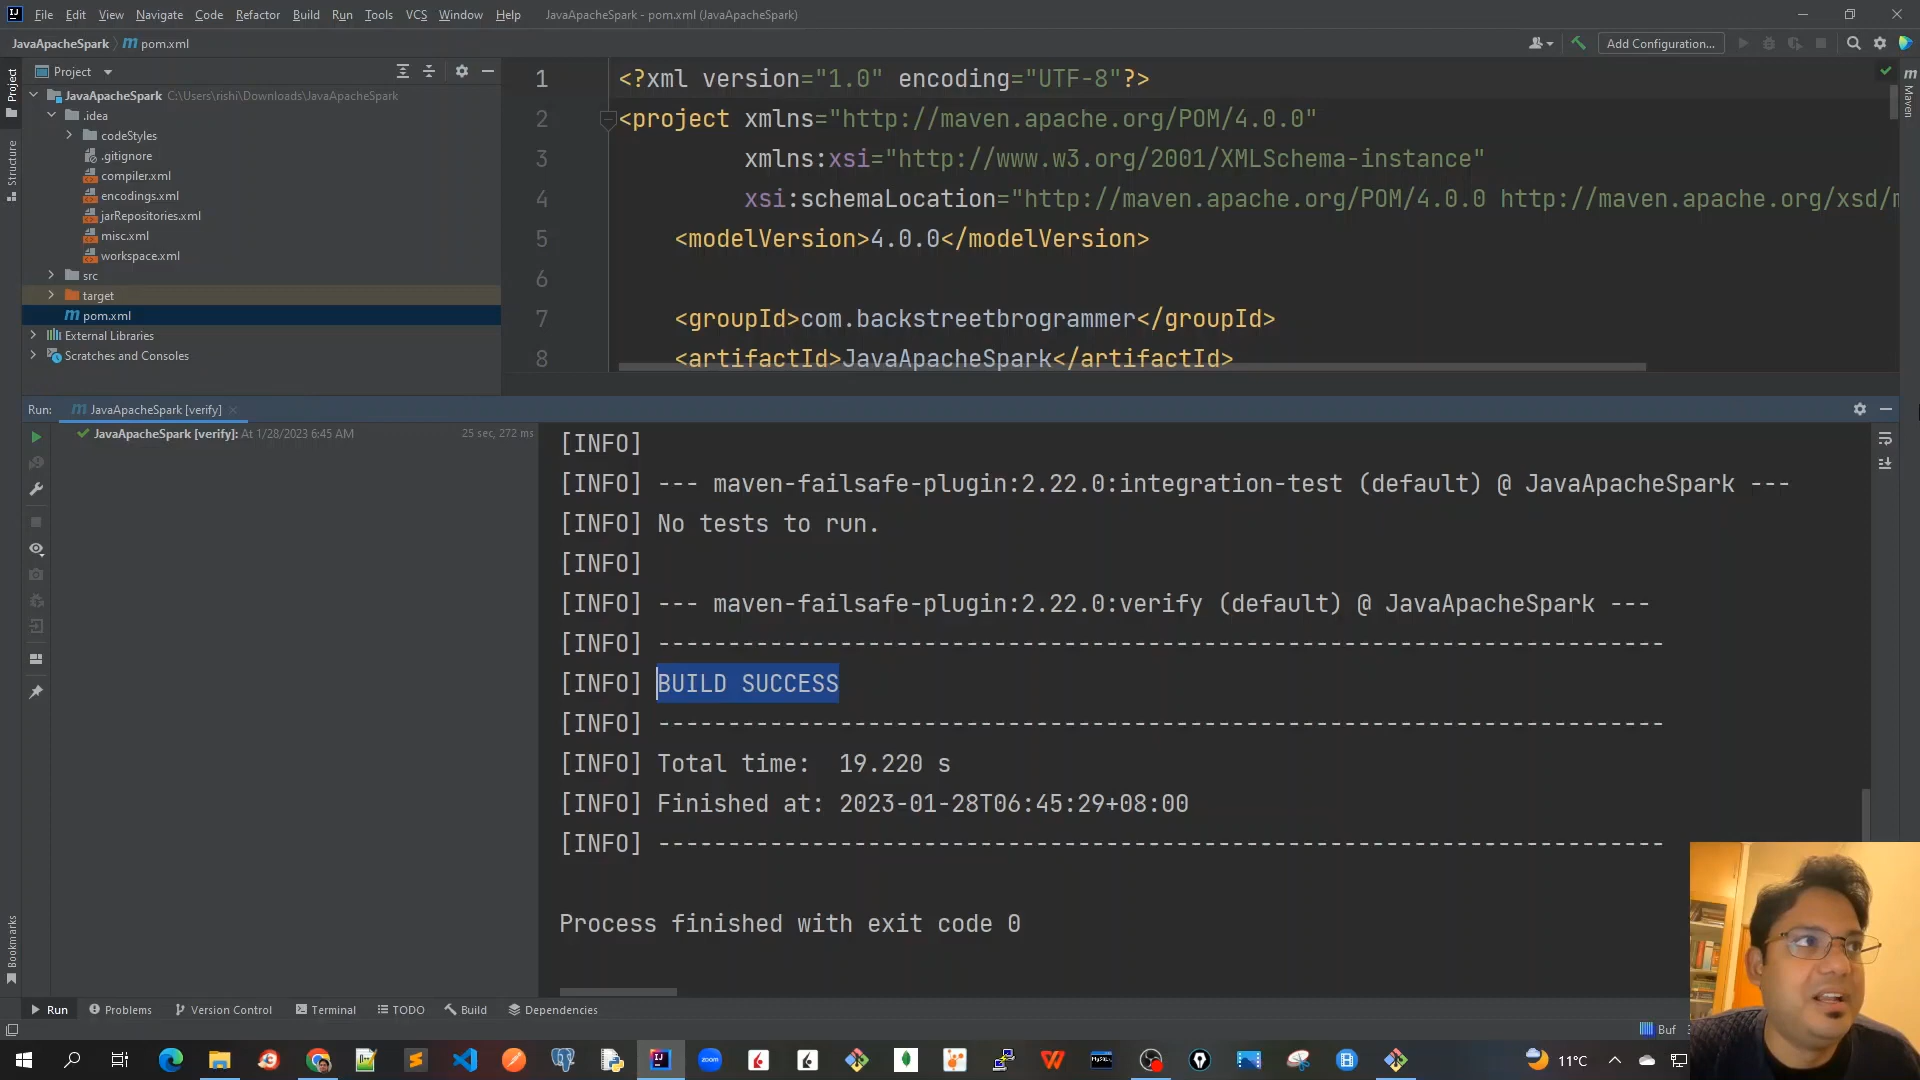 File Edit View Navigate Code Refactor Build Run Tools VCS Window Help JavaApacheSpark - pom.xml (JavaApacheSpark)
JavaApacheSpark pom.xml Add Configuration...
Project
JavaApacheSpark C:\Users\rishi\Downloads\JavaApacheSpark
.idea
codeStyles
.gitignore
compiler.xml
encodings.xml
jarRepositories.xml
misc.xml
workspace.xml
src
target
pom.xml
External Libraries
Scratches and Consoles
Project
Structure
Bookmarks
Maven
1 <?xml version="1.0" encoding="UTF-8"?>
2 <project xmlns="http://maven.apache.org/POM/4.0.0"
3 xmlns:xsi="http://www.w3.org/2001/XMLSchema-instance"
4 xsi:schemaLocation="http://maven.apache.org/POM/4.0.0 http://maven.apache.org/xsd/m
5 <modelVersion>4.0.0</modelVersion>
6
7 <groupId>com.backstreetbrogrammer</groupId>
8 <artifactId>JavaApacheSpark</artifactId>
Run: JavaApacheSpark [verify]
JavaApacheSpark [verify]: At 1/28/2023 6:45 AM 25 sec, 272 ms
[INFO]
[INFO] --- maven-failsafe-plugin:2.22.0:integration-test (default) @ JavaApacheSpark ---
[INFO] No tests to run.
[INFO]
[INFO] --- maven-failsafe-plugin:2.22.0:verify (default) @ JavaApacheSpark ---
[INFO] ------------------------------------------------------------------------
[INFO] BUILD SUCCESS
[INFO] ------------------------------------------------------------------------
[INFO] Total time:  19.220 s
[INFO] Finished at: 2023-01-28T06:45:29+08:00
[INFO] ------------------------------------------------------------------------
Process finished with exit code 0
Run Problems Version Control Terminal TODO Build Dependencies
Buf
zoom 11°C